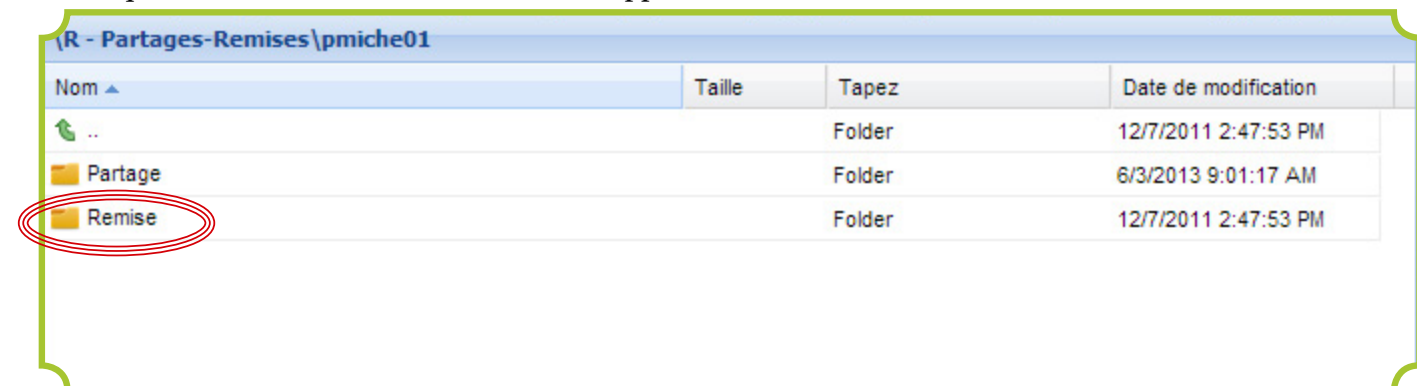 \R - Partages-Remises\pmiche01
Nom Taille Tapez Date de modification
.. Folder 12/7/2011 2:47:53 PM
Partage Folder 6/3/2013 9:01:17 AM
Remise Folder 12/7/2011 2:47:53 PM